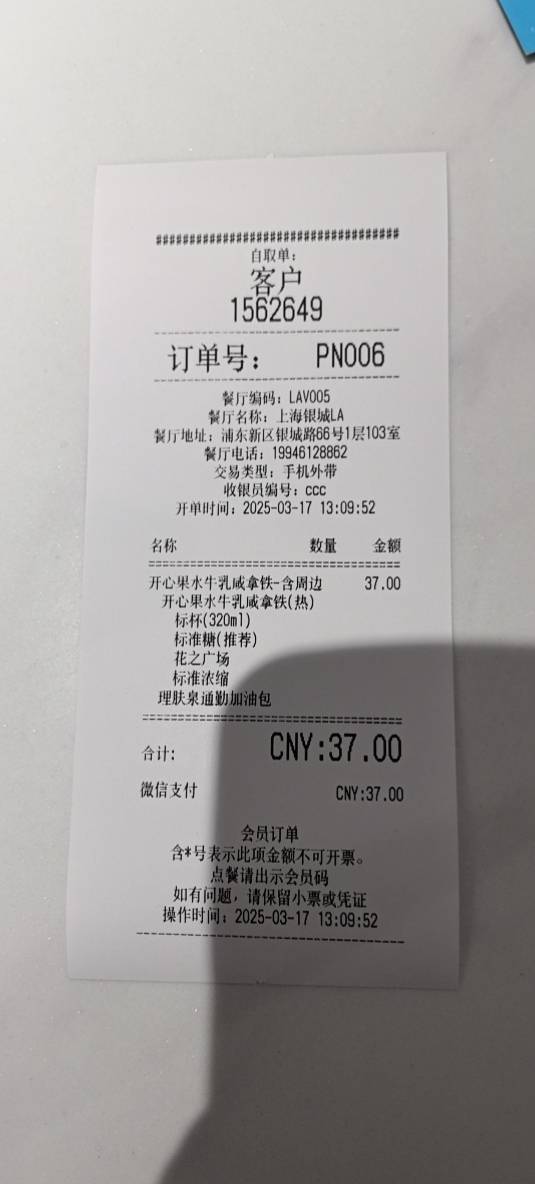 ####################################
自取单:
客户
1562649
订单号: PN006
餐厅编码: LAV005
餐厅名称: 上海银城LA
餐厅地址: 浦东新区银城路66号1层103室
餐厅电话: 19946128862
交易类型: 手机外带
收银员编号: ccc
开单时间: 2025-03-17 13:09:52
名称 数量 金额
开心果水牛乳咸拿铁-含周边 37.00
开心果水牛乳咸拿铁(热)
标杯(320ml)
标准糖(推荐)
花之广场
标准浓缩
理肤泉通勤加油包
合计: CNY:37.00
微信支付 CNY:37.00
会员订单
含*号表示此项金额不可开票。
点餐请出示会员码
如有问题，请保留小票或凭证
操作时间: 2025-03-17 13:09:52